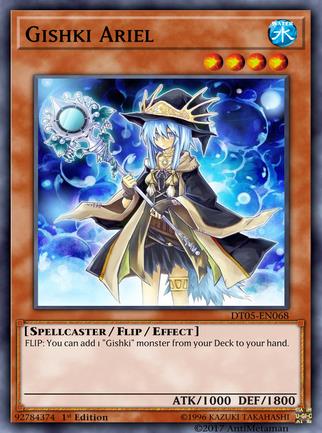 Gishki Ariel
WATER
水
DT05-EN068
[Spellcaster / Flip / Effect]
FLIP: You can add 1 "Gishki" monster from your Deck to your hand.
ATK/1000 DEF/1800
92784374 1st Edition ©1996 KAZUKI TAKAHASHI
©2017 AntiMetaman